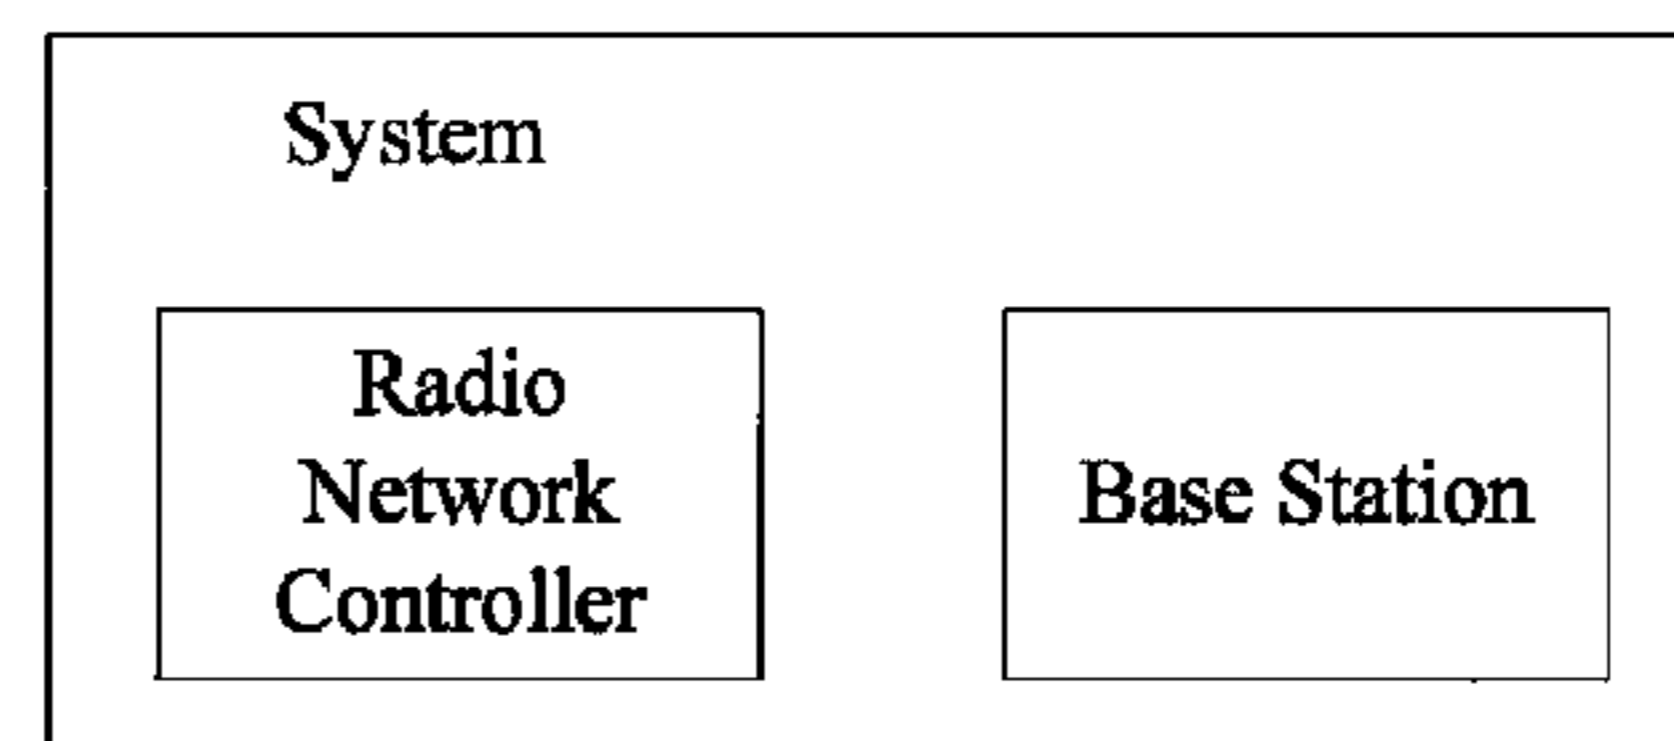 System
Radio
Network
Controller
Base Station